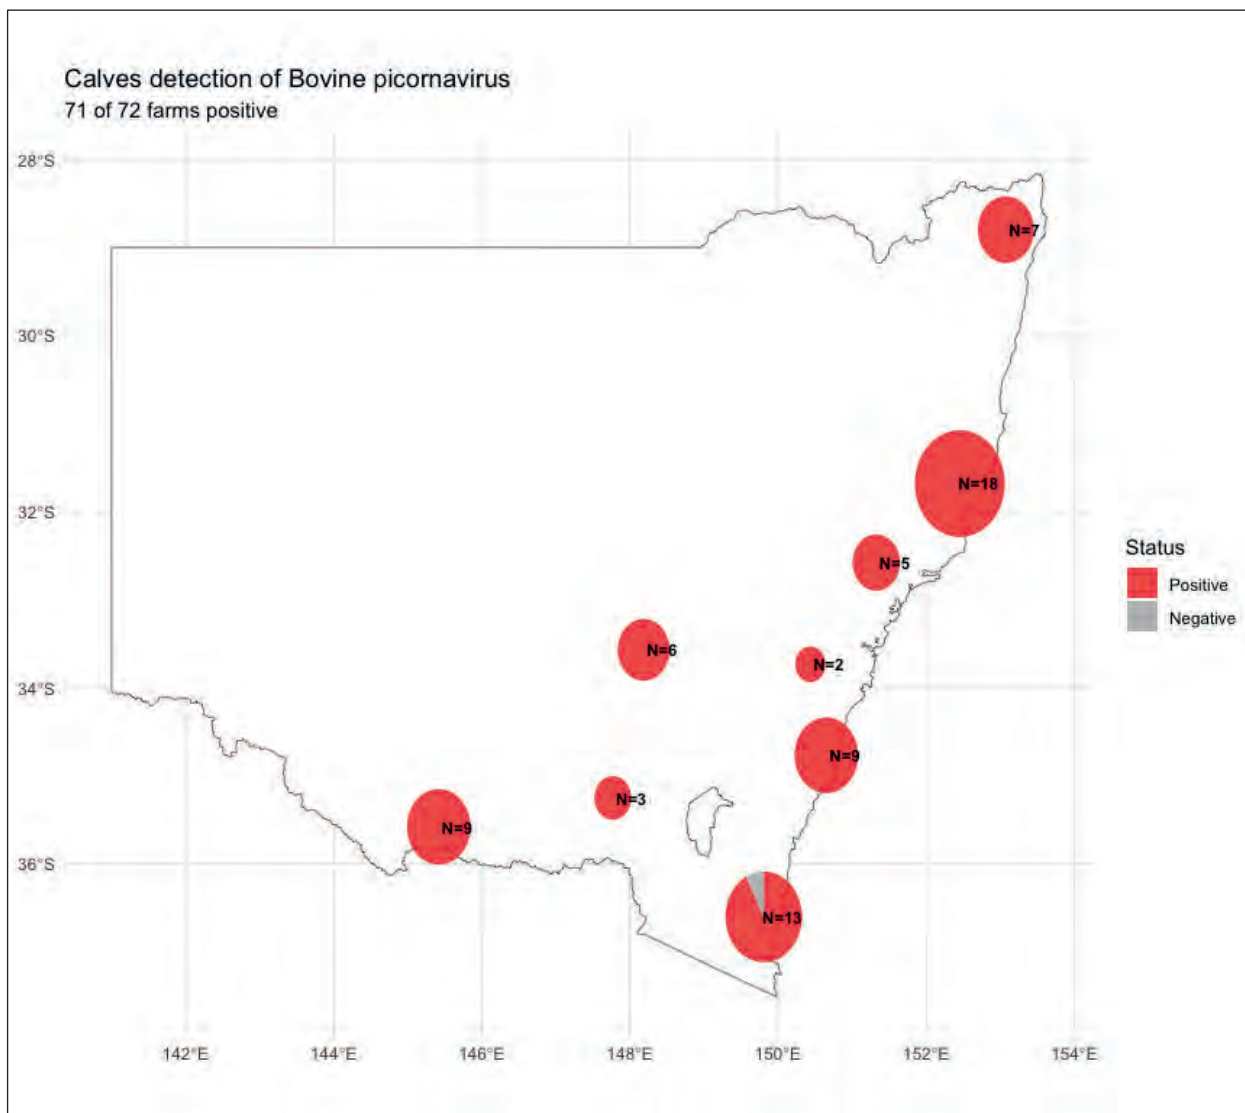 Calves detection of Bovine picornavirus
71 of 72 farms positive
28°S
30°S
32°S
34°S
36°S
N=7
N=18
N=5
N=6
N=2
N=9
N=3
N=9
N=13
Status
Positive
Negative
142°E
144°E
146°E
148°E
150°E
152°E
154°E